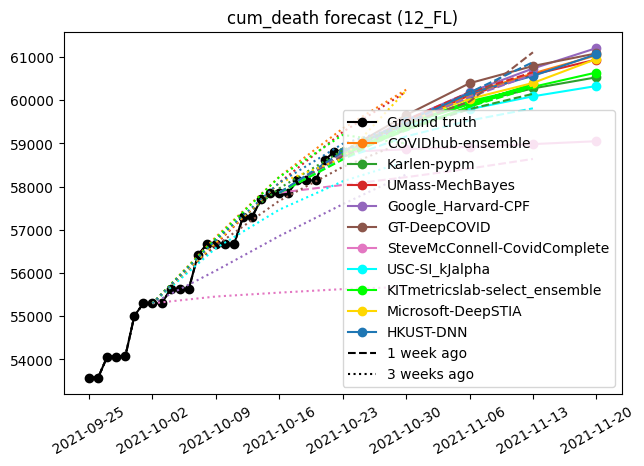 cum_death forecast (12_FL)
61000
60000
59000
58000
57000
56000
55000
54000
Ground truth
COVIDhub-ensemble
Karlen-pypm
UMass-MechBayes
Google_Harvard-CPF
GT-DeepCOVID
SteveMcConnell-CovidComplete
USC-SI_kJalpha
KITmetricslab-select_ensemble
Microsoft-DeepSTIA
HKUST-DNN
1 week ago
3 weeks ago
2021-09-25
2021-10-02
2021-10-09
2021-10-16
2021-10-23
2021-10-30
2021-11-06
2021-11-13
2021-11-20